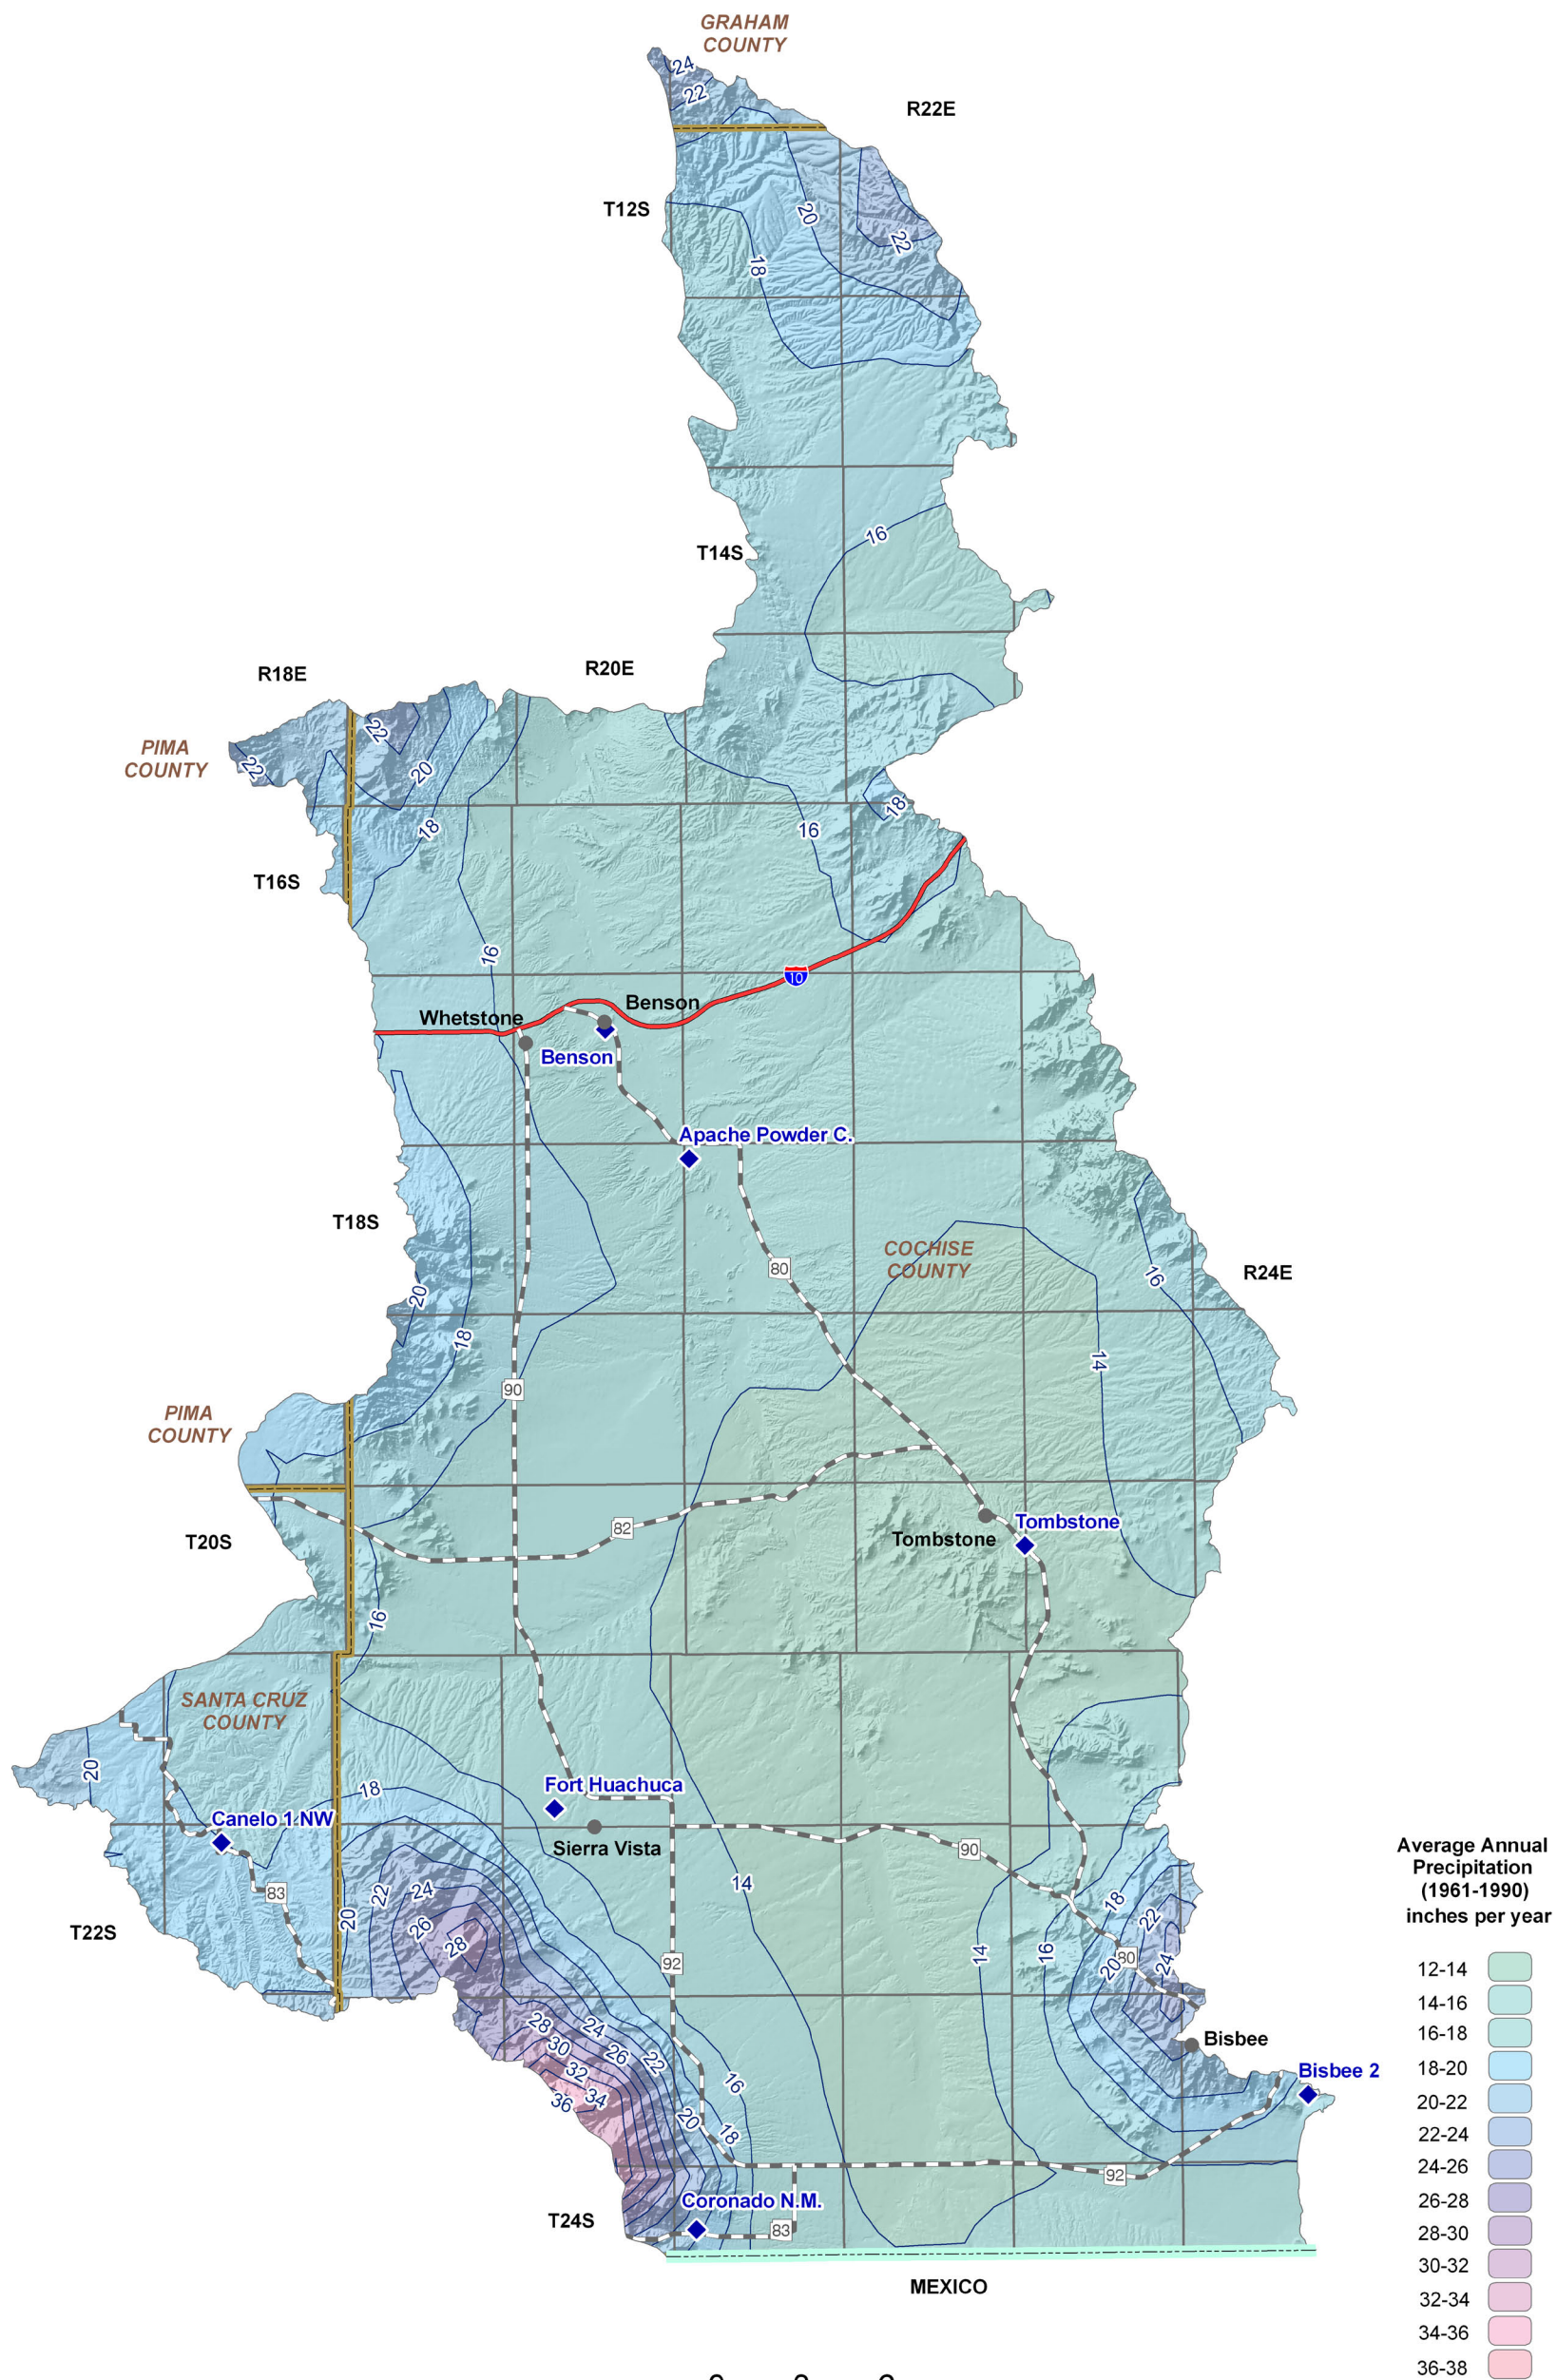 GRAHAM
COUNTY
24
22
R22E
T12S
20
22
18
16
T14S
R18E
R20E
PIMA
COUNTY
22
22
20
18
18
16
T16S
16
10
Benson
Whetstone
Benson
Apache Powder C.
T18S
COCHISE
COUNTY
80
R24E
16
20
18
14
90
PIMA
COUNTY
82
Tombstone
Tombstone
T20S
16
SANTA CRUZ
COUNTY
20
18
Fort Huachuca
Canelo 1 NW
Sierra Vista
90
14
83
22
24
20
26
28
T22S
92
14
16
18
22
20
80
24
28
24
30
26
22
32
34
36
16
20
18
Bisbee
Bisbee 2
92
Coronado N.M.
T24S
83
MEXICO
Average Annual
Precipitation
(1961-1990)
inches per year
12-14
14-16
16-18
18-20
20-22
22-24
24-26
26-28
28-30
30-32
32-34
34-36
36-38